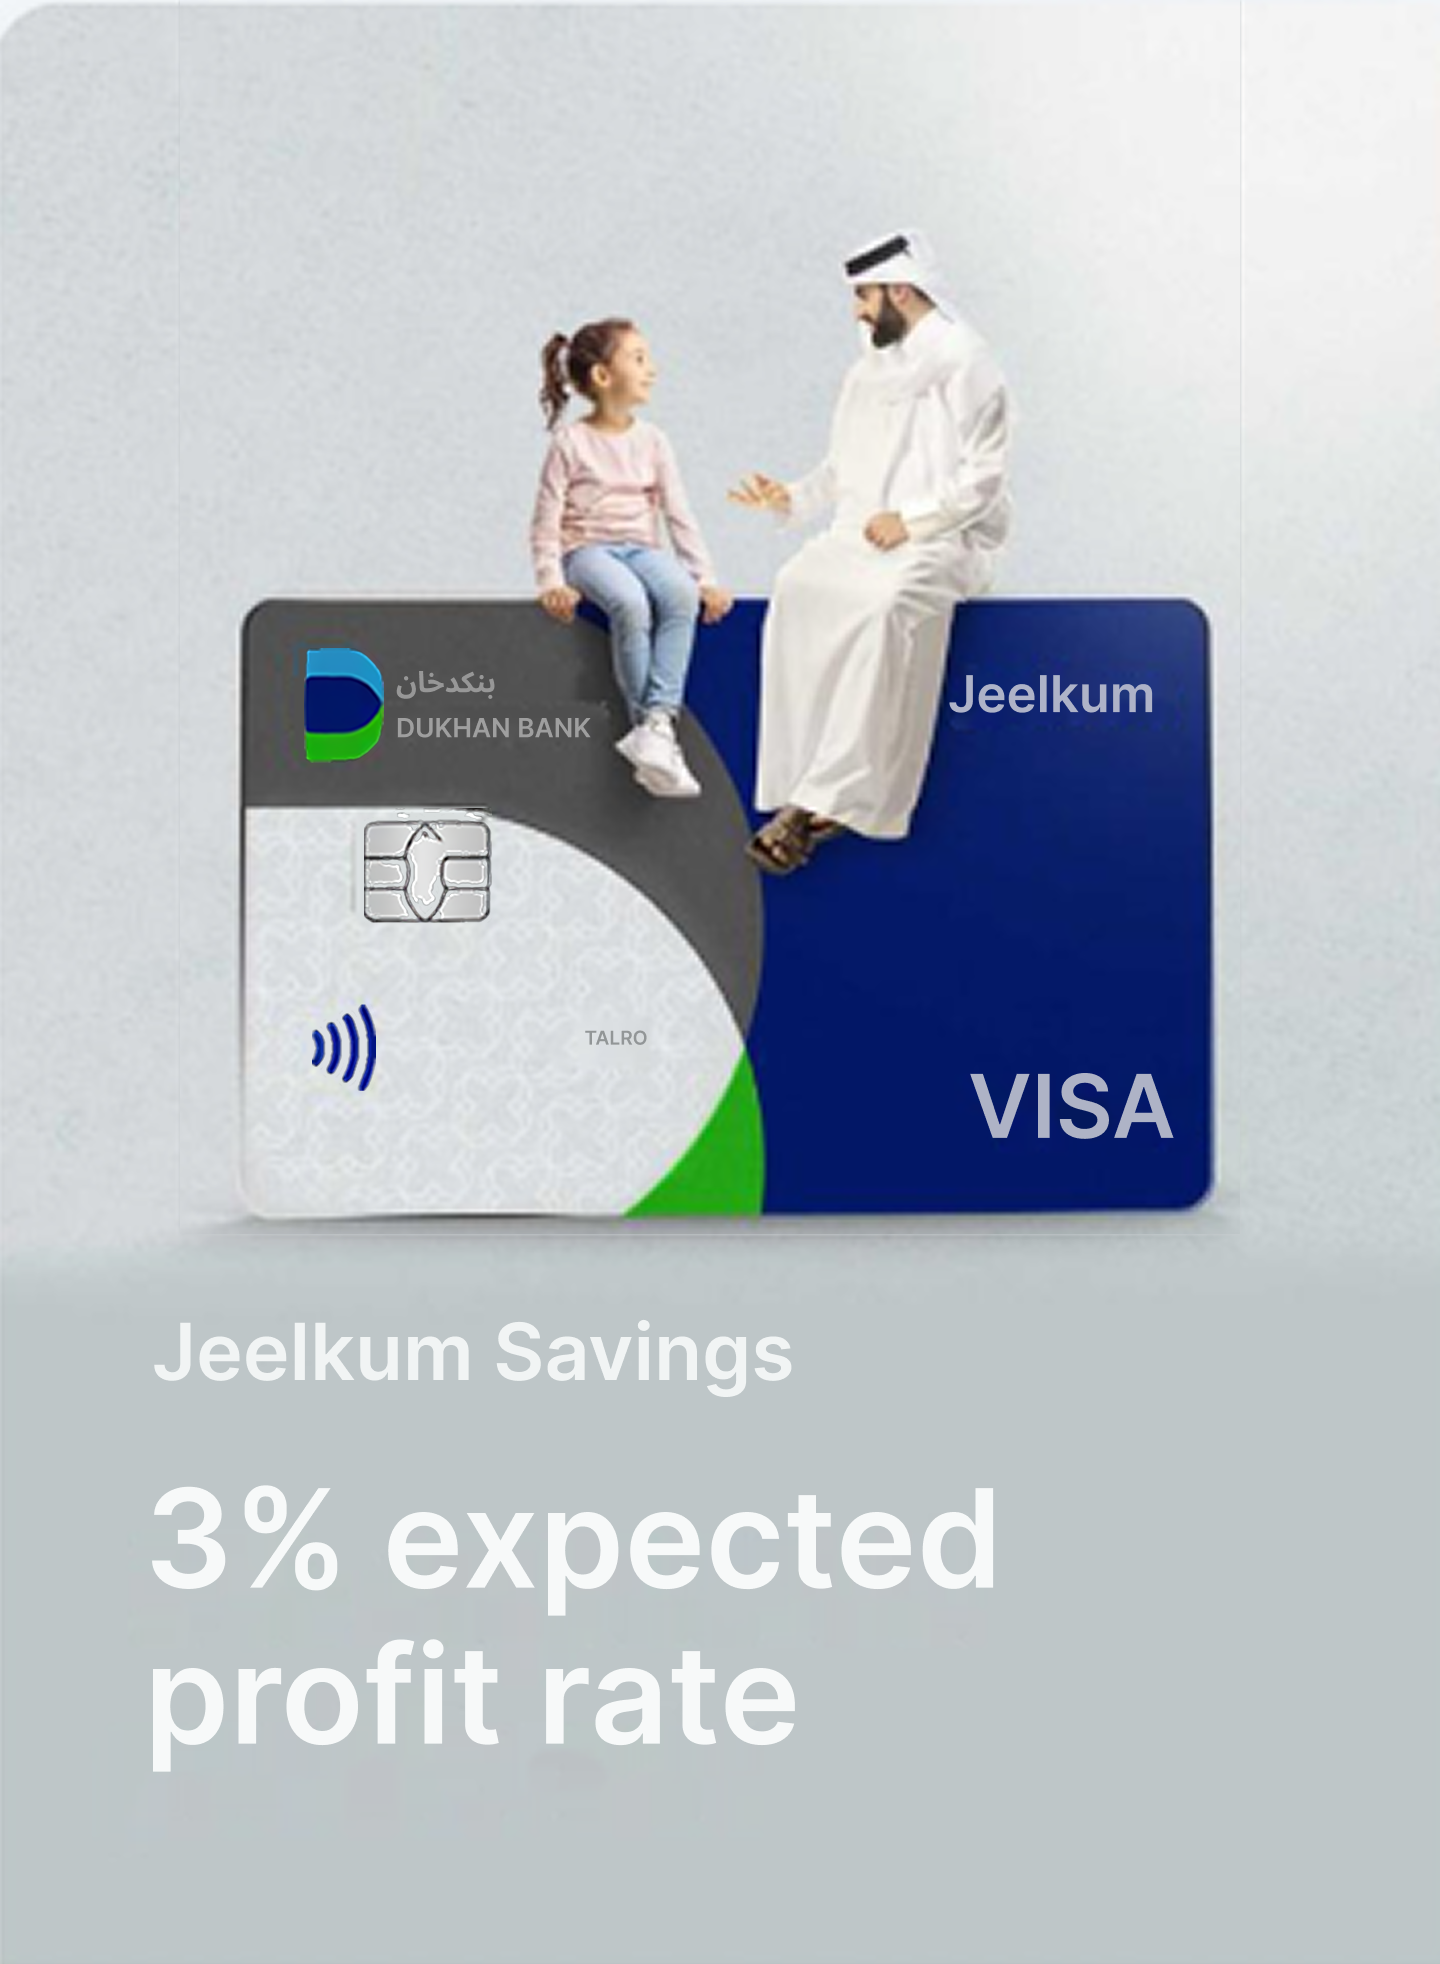 بنكدخان
DUKHAN BANK
Jeelkum
TALRO
VISA
Jeelkum Savings
3% expected
profit rate